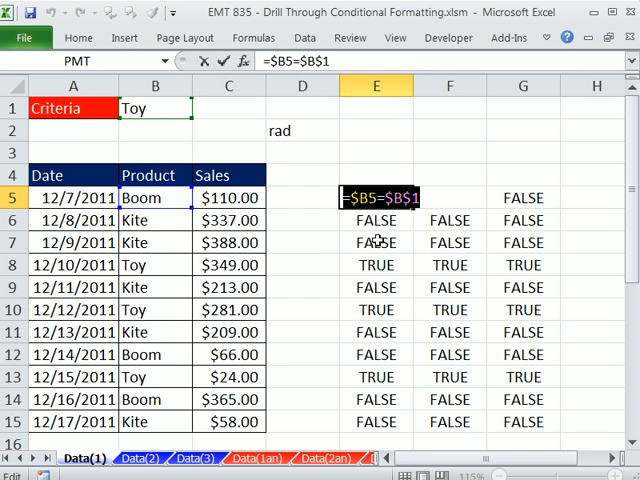 EMT 835 - Drill Through Conditional Formatting.xlsm - Microsoft Excel
File Home Insert Page Layout Formulas Data Review View Developer Add-Ins
PMT =$B5=$B$1
A B C D E F G H
1 Criteria Toy
2 rad
3
4 Date Product Sales
5 12/7/2011 Boom $110.00 =$B5=$B$1 FALSE
6 12/8/2011 Kite $337.00 FALSE FALSE FALSE
7 12/9/2011 Kite $388.00 FALSE FALSE FALSE
8 12/10/2011 Toy $349.00 TRUE TRUE TRUE
9 12/11/2011 Kite $213.00 FALSE FALSE FALSE
10 12/12/2011 Toy $281.00 TRUE TRUE TRUE
11 12/13/2011 Kite $209.00 FALSE FALSE FALSE
12 12/14/2011 Boom $66.00 FALSE FALSE FALSE
13 12/15/2011 Toy $24.00 TRUE TRUE TRUE
14 12/16/2011 Boom $365.00 FALSE FALSE FALSE
15 12/17/2011 Kite $58.00 FALSE FALSE FALSE
16
Data(1) Data(2) Data(3) Data(1an) Data(2an)
Edit 115%